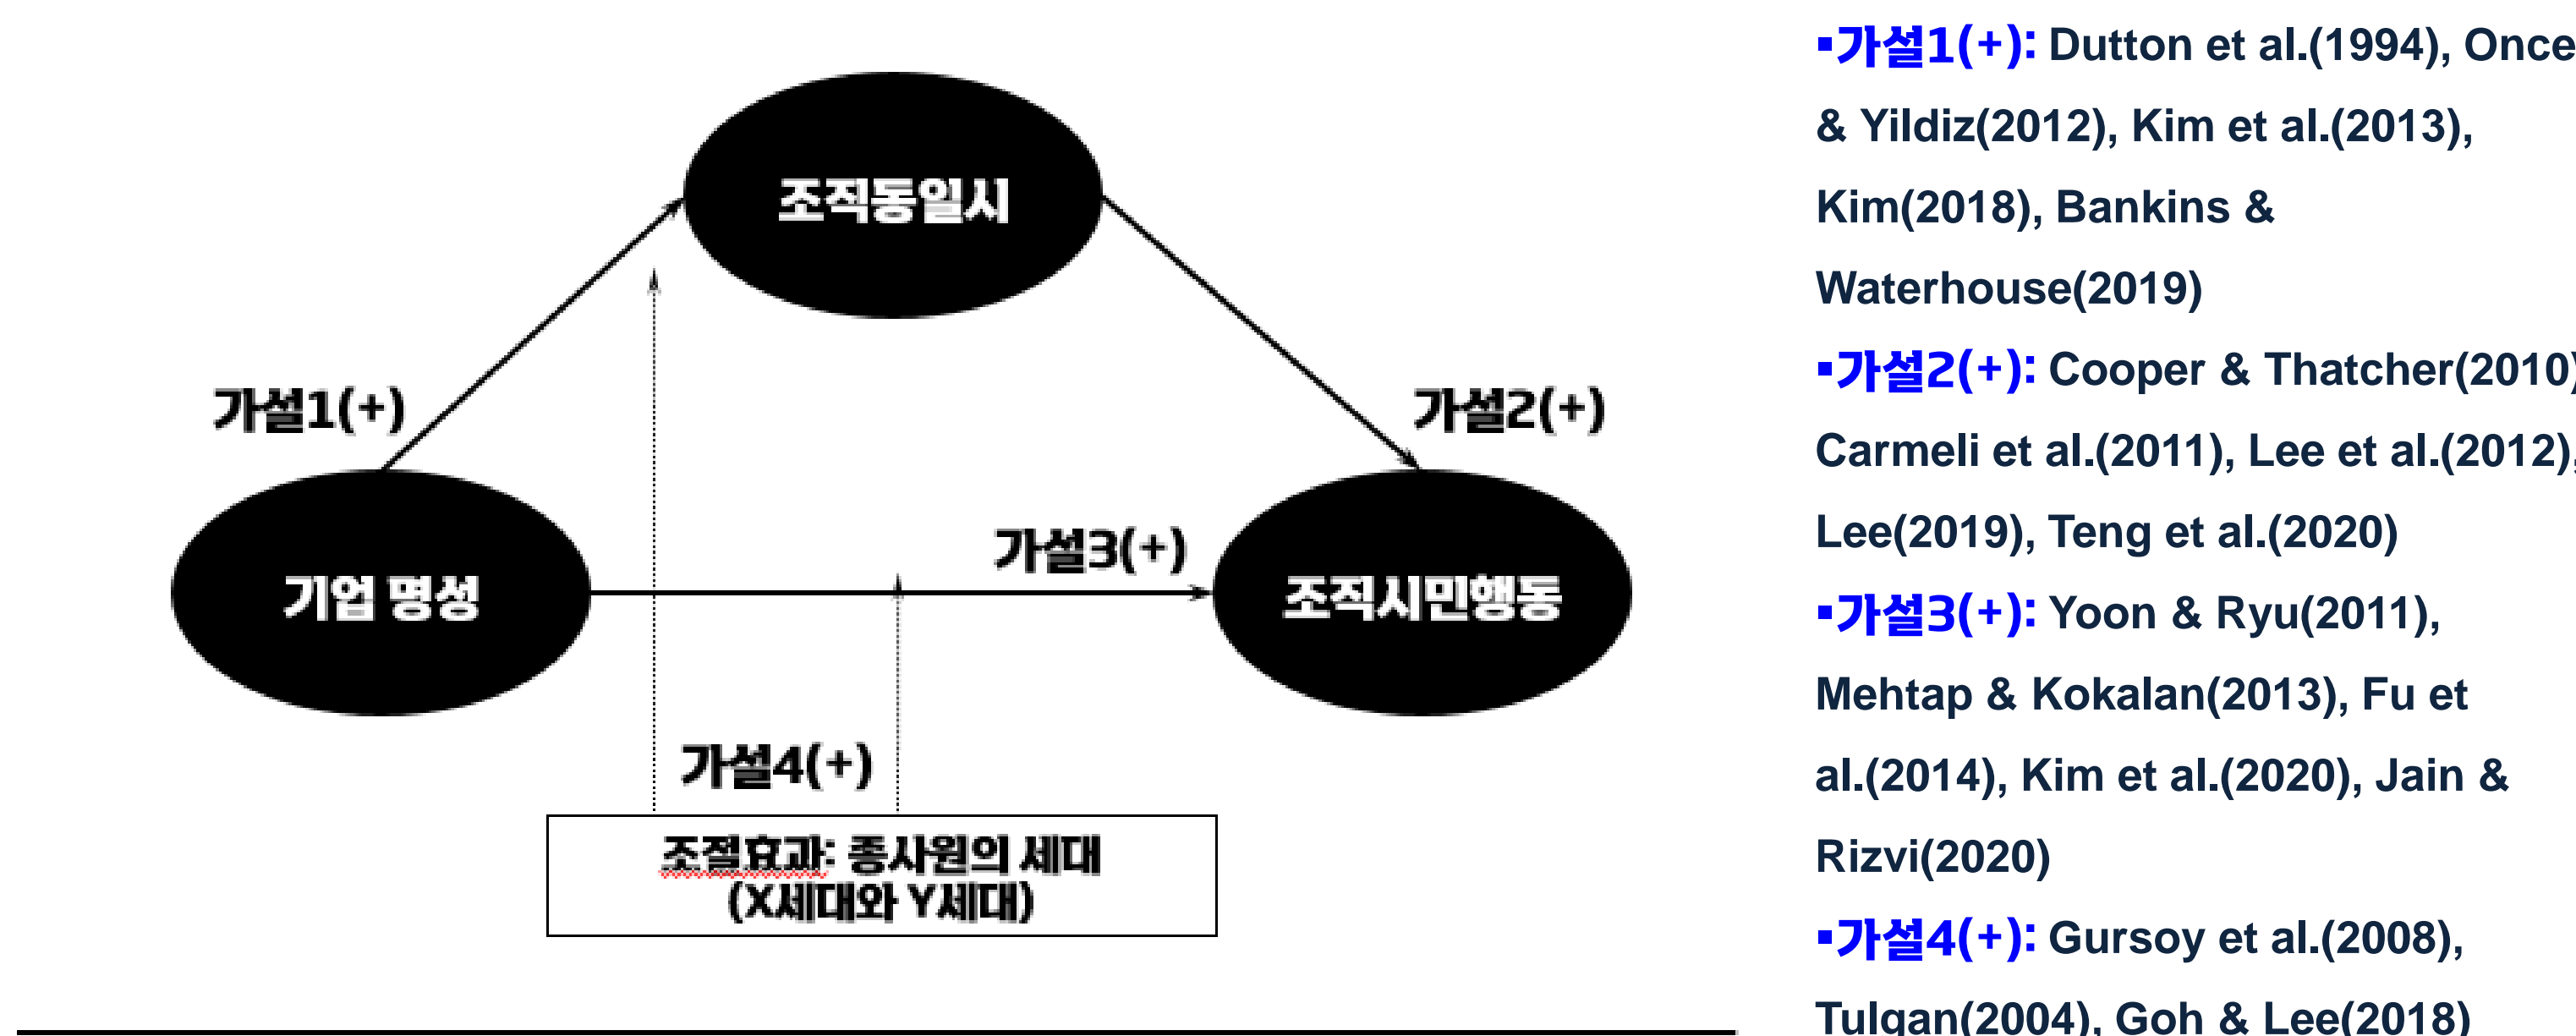 조직동일시
가설1(+)
가설2(+)
가설3(+)
기업 명성
조직시민행동
가설4(+)
조절효과: 종사원의 세대
(X세대와 Y세대)
▪가설1(+): Dutton et al.(1994), Once
& Yildiz(2012), Kim et al.(2013),
Kim(2018), Bankins &
Waterhouse(2019)
▪가설2(+): Cooper & Thatcher(2010)
Carmeli et al.(2011), Lee et al.(2012),
Lee(2019), Teng et al.(2020)
▪가설3(+): Yoon & Ryu(2011),
Mehtap & Kokalan(2013), Fu et
al.(2014), Kim et al.(2020), Jain &
Rizvi(2020)
▪가설4(+): Gursoy et al.(2008),
Tulgan(2004), Goh & Lee(2018)